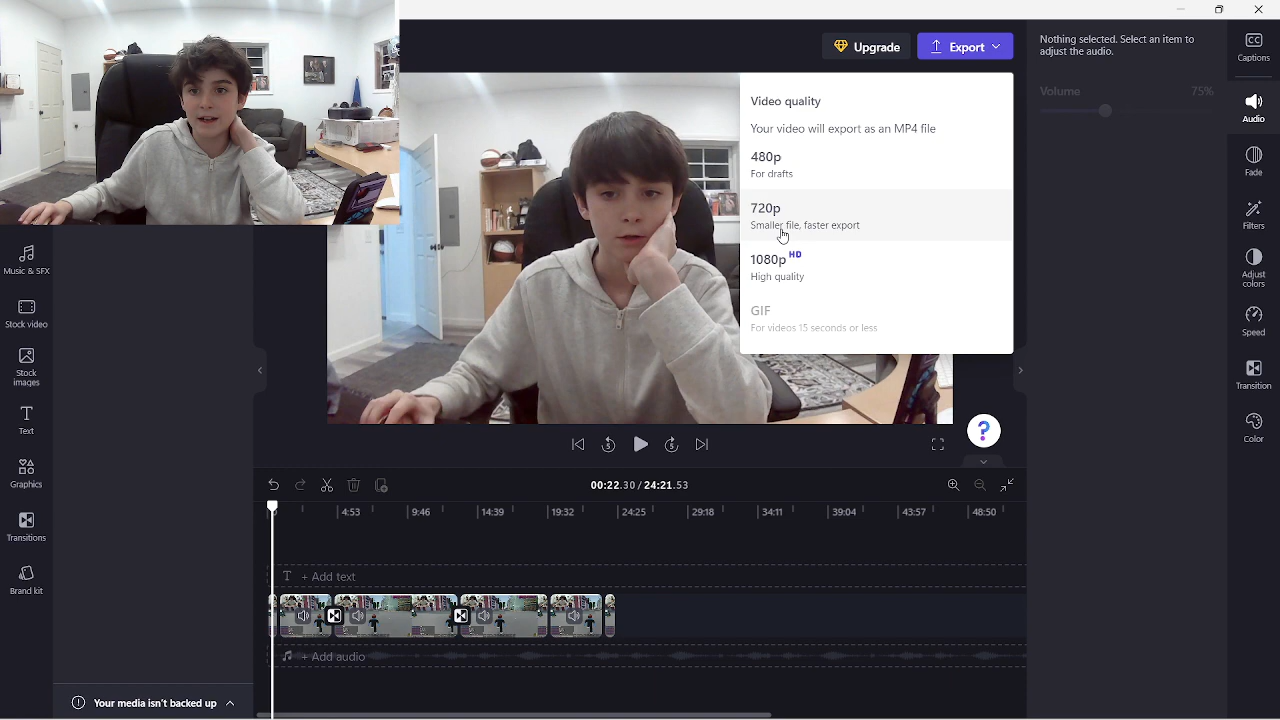 Upgrade
Export
Video quality
Your video will export as an MP4 file
480p
For drafts
720p
Smaller file, faster export
1080p HD
High quality
GIF
For videos 15 seconds or less
Nothing selected. Select an item to
adjust the audio.
Volume 75%
CC
Captions
Audio
Fade
Filters
Adjust
colors
Speed
Transition
Color
Music & SFX
Stock video
Stock
images
T
Text
Graphics
Transitions
Brand kit
Your media isn't backed up
5
5
?
00:22.30 / 24:21.53
0 4:53 9:46 14:39 19:32 24:25 29:18 34:11 39:04 43:57 48:50
T + Add text
+ Add audio